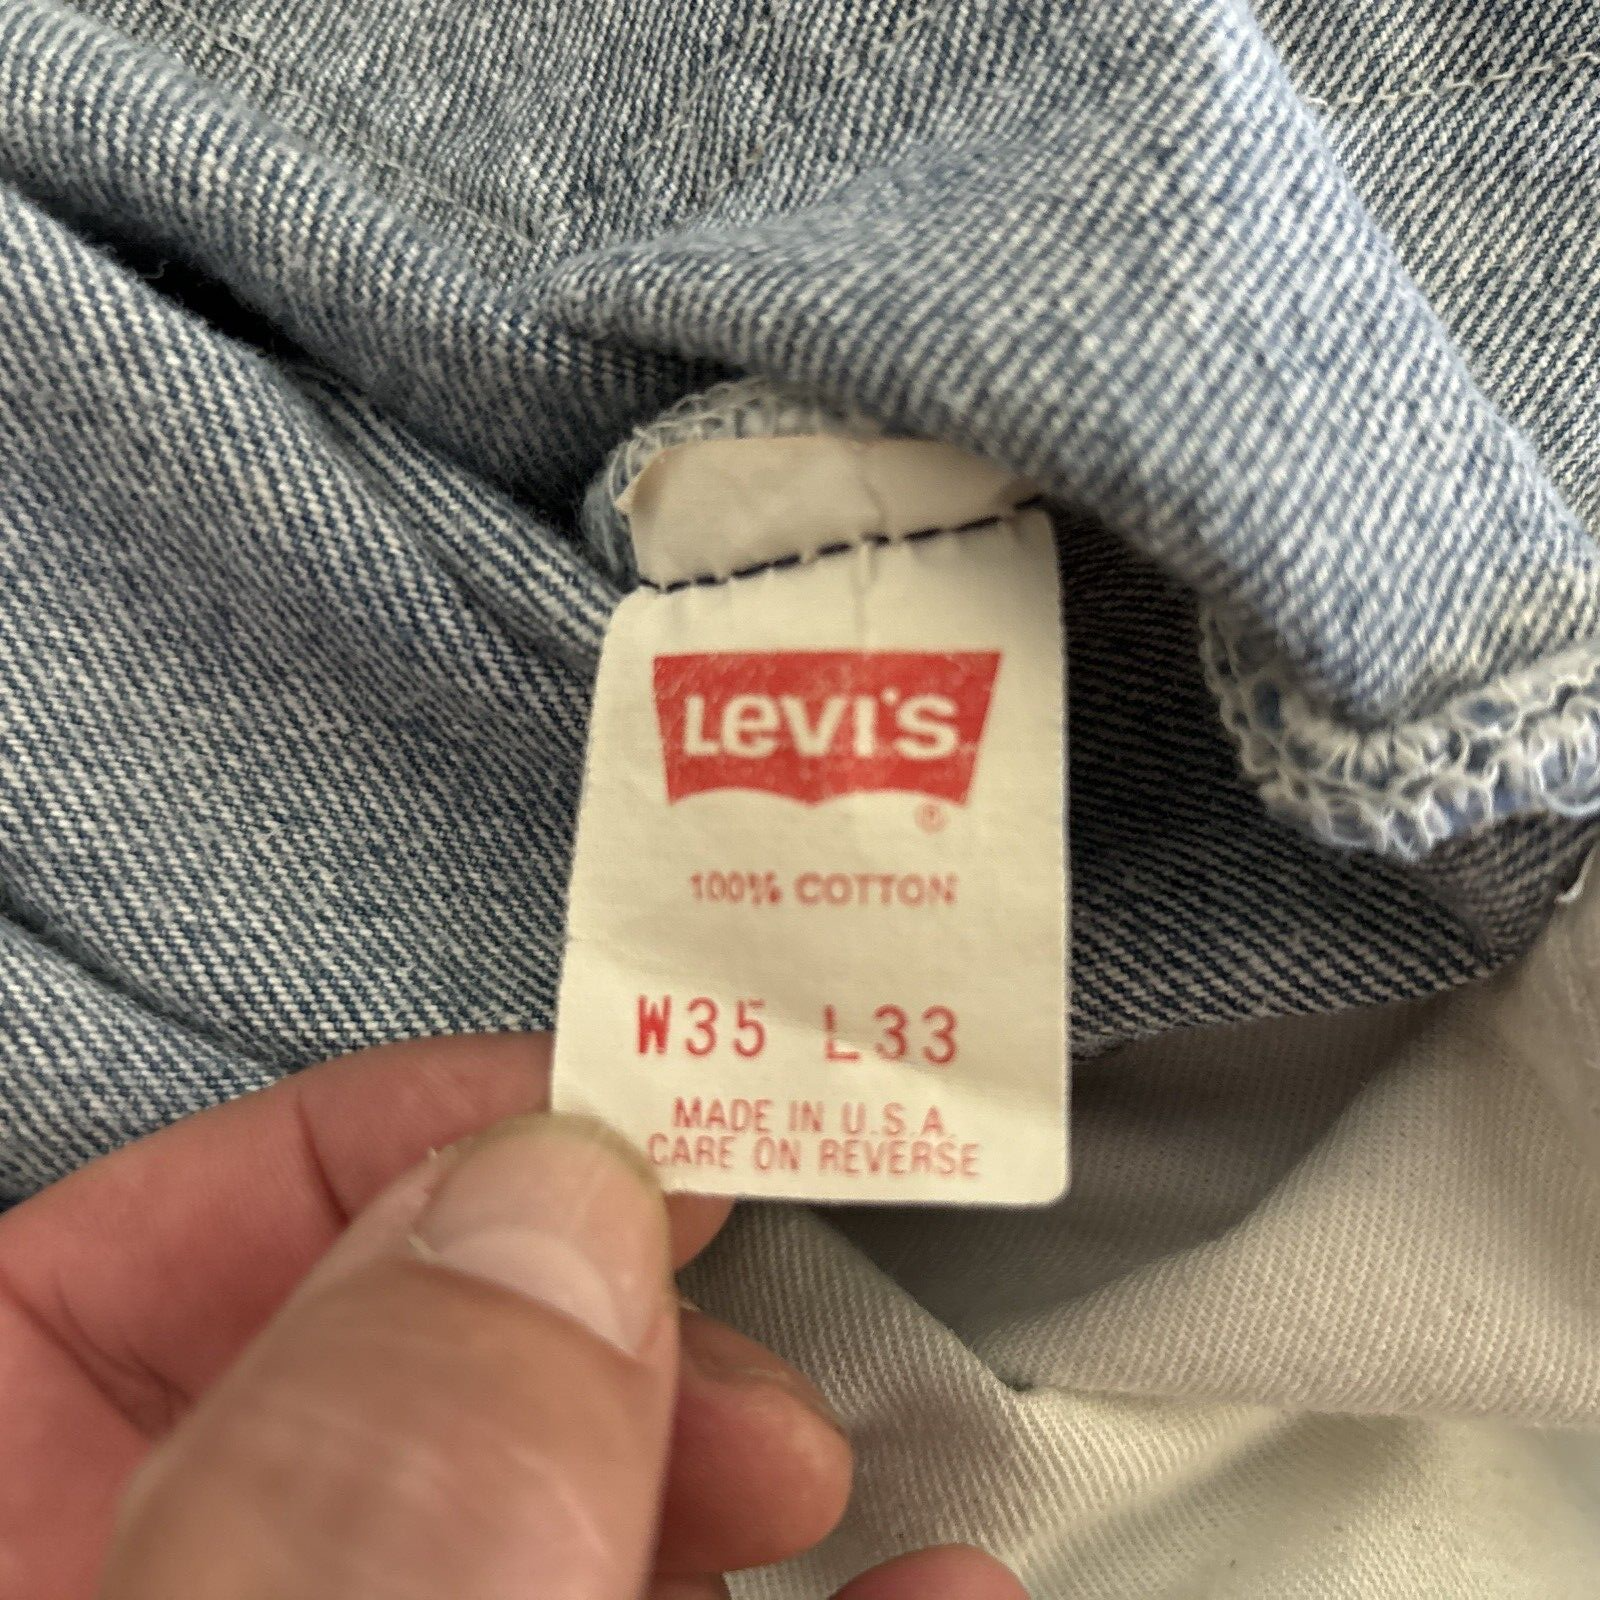 LEVI'S
®
100% COTTON
W35 L33
MADE IN U.S.A.
CARE ON REVERSE